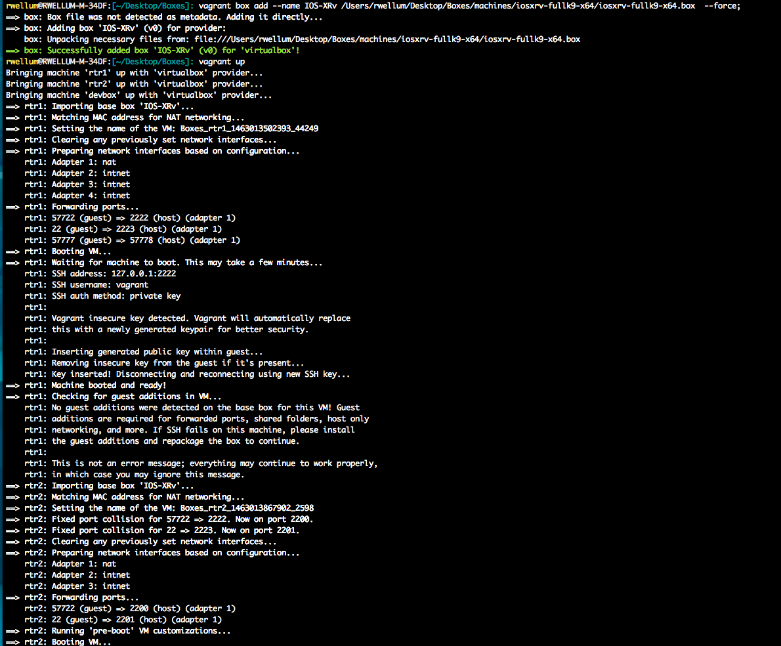 rwellum@RWELLUM-M-34DF:[~/Desktop/Boxes]: vagrant box add --name IOS-XRv /Users/rwellum/Desktop/Boxes/machines/iosxrv-fullk9-x64/iosxrv-fullk9-x64.box --force;
==> box: Box file was not detected as metadata. Adding it directly...
==> box: Adding box 'IOS-XRv' (v0) for provider:
box: Unpacking necessary files from: file:///Users/rwellum/Desktop/Boxes/machines/iosxrv-fullk9-x64/iosxrv-fullk9-x64.box
==> box: Successfully added box 'IOS-XRv' (v0) for 'virtualbox'!
rwellum@RWELLUM-M-34DF:[~/Desktop/Boxes]: vagrant up
Bringing machine 'rtr1' up with 'virtualbox' provider...
Bringing machine 'rtr2' up with 'virtualbox' provider...
Bringing machine 'devbox' up with 'virtualbox' provider...
==> rtr1: Importing base box 'IOS-XRv'...
==> rtr1: Matching MAC address for NAT networking...
==> rtr1: Setting the name of the VM: Boxes_rtr1_1463013502393_44249
==> rtr1: Clearing any previously set network interfaces...
==> rtr1: Preparing network interfaces based on configuration...
rtr1: Adapter 1: nat
rtr1: Adapter 2: intnet
rtr1: Adapter 3: intnet
rtr1: Adapter 4: intnet
==> rtr1: Forwarding ports...
rtr1: 57722 (guest) => 2222 (host) (adapter 1)
rtr1: 22 (guest) => 2223 (host) (adapter 1)
rtr1: 57777 (guest) => 57778 (host) (adapter 1)
==> rtr1: Booting VM...
==> rtr1: Waiting for machine to boot. This may take a few minutes...
rtr1: SSH address: 127.0.0.1:2222
rtr1: SSH username: vagrant
rtr1: SSH auth method: private key
rtr1:
rtr1: Vagrant insecure key detected. Vagrant will automatically replace
rtr1: this with a newly generated keypair for better security.
rtr1:
rtr1: Inserting generated public key within guest...
rtr1: Removing insecure key from the guest if it's present...
rtr1: Key inserted! Disconnecting and reconnecting using new SSH key...
==> rtr1: Machine booted and ready!
==> rtr1: Checking for guest additions in VM...
rtr1: No guest additions were detected on the base box for this VM! Guest
rtr1: additions are required for forwarded ports, shared folders, host only
rtr1: networking, and more. If SSH fails on this machine, please install
rtr1: the guest additions and repackage the box to continue.
rtr1:
rtr1: This is not an error message; everything may continue to work properly,
rtr1: in which case you may ignore this message.
==> rtr2: Importing base box 'IOS-XRv'...
==> rtr2: Matching MAC address for NAT networking...
==> rtr2: Setting the name of the VM: Boxes_rtr2_1463013867902_2598
==> rtr2: Fixed port collision for 57722 => 2222. Now on port 2200.
==> rtr2: Fixed port collision for 22 => 2223. Now on port 2201.
==> rtr2: Clearing any previously set network interfaces...
==> rtr2: Preparing network interfaces based on configuration...
rtr2: Adapter 1: nat
rtr2: Adapter 2: intnet
rtr2: Adapter 3: intnet
==> rtr2: Forwarding ports...
rtr2: 57722 (guest) => 2200 (host) (adapter 1)
rtr2: 22 (guest) => 2201 (host) (adapter 1)
==> rtr2: Running 'pre-boot' VM customizations...
==> rtr2: Booting VM...